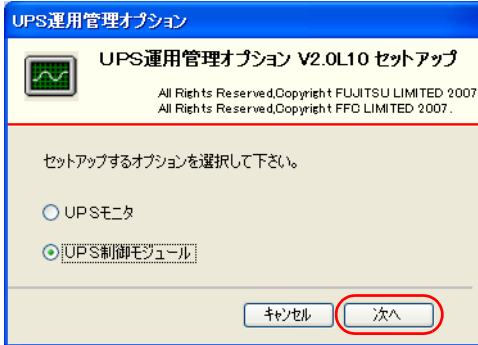 UPS運用管理オプション
UPS運用管理オプション V2.0L10 セットアップ
All Rights Reserved,Copyright FUJITSU LIMITED 2007
All Rights Reserved,Copyright FFC LIMITED 2007.
セットアップするオプションを選択して下さい。
UPSモニタ
UPS制御モジュール
キャンセル
次へ